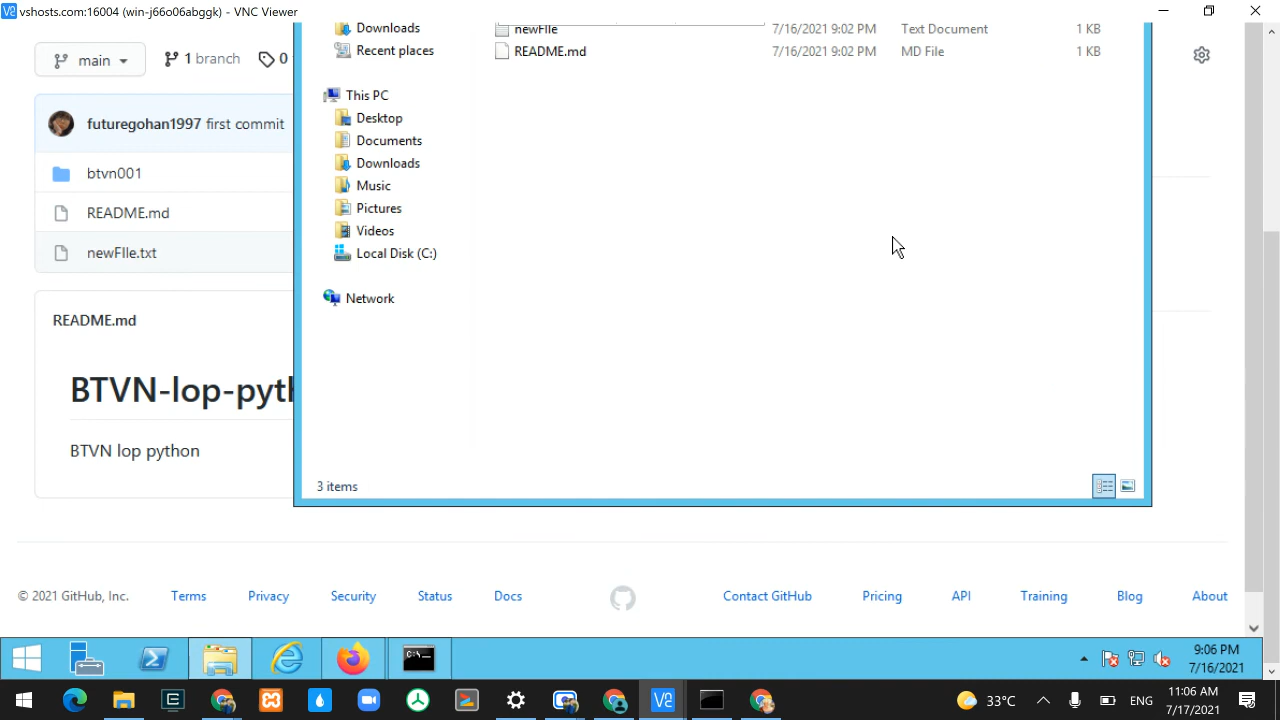 vshosts.com:16004 (win-j66o06abggk) - VNC Viewer
main
1 branch
0
futuregohan1997 first commit
btvn001
README.md
newFIle.txt
README.md
BTVN-lop-pyth
BTVN lop python
Downloads
Recent places
This PC
Desktop
Documents
Downloads
Music
Pictures
Videos
Local Disk (C:)
Network
newFIle 7/16/2021 9:02 PM Text Document 1 KB
README.md 7/16/2021 9:02 PM MD File 1 KB
3 items
© 2021 GitHub, Inc. Terms Privacy Security Status Docs Contact GitHub Pricing API Training Blog About
9:06 PM
7/16/2021
33°C
ENG
11:06 AM
7/17/2021